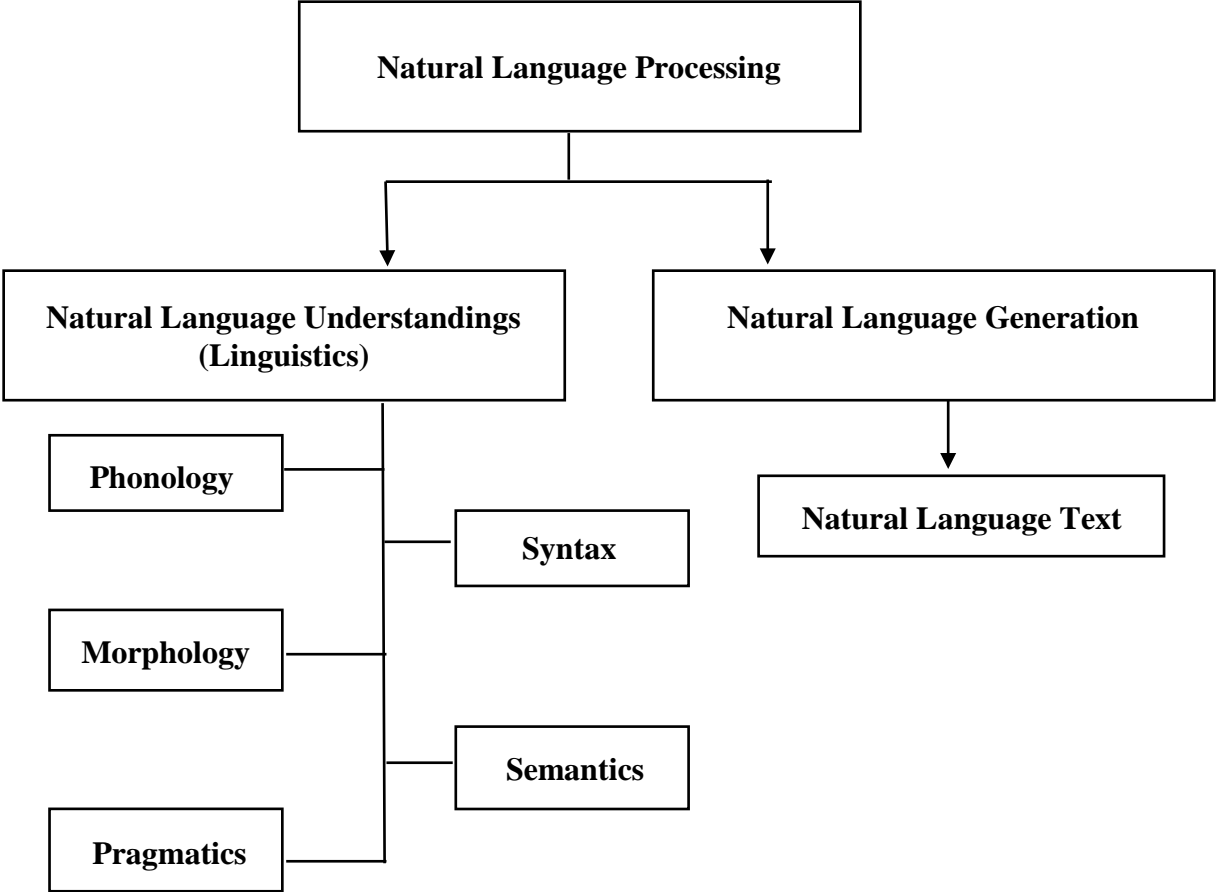 Natural Language Processing
Natural Language Understandings
(Linguistics)
Natural Language Generation
Phonology
Natural Language Text
Syntax
Morphology
Semantics
Pragmatics